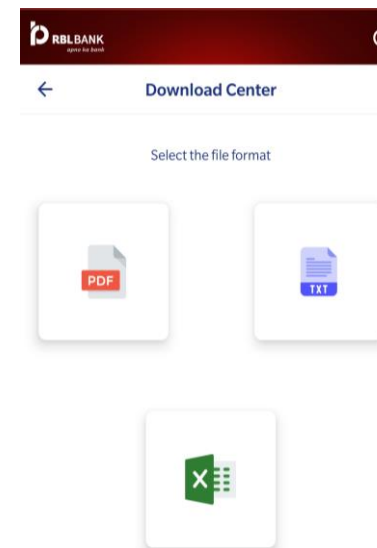 RBLBANK
apno ka bank
Download Center
Select the file format
PDF
TXT
X